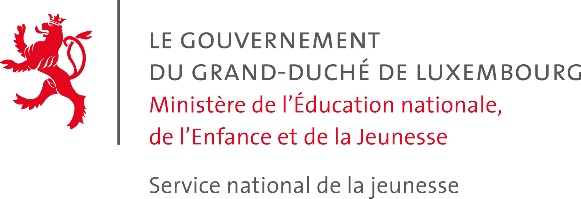 LE GOUVERNEMENT
DU GRAND-DUCHÉ DE LUXEMBOURG
Ministère de l'Éducation nationale,
de l'Enfance et de la Jeunesse
Service national de la jeunesse